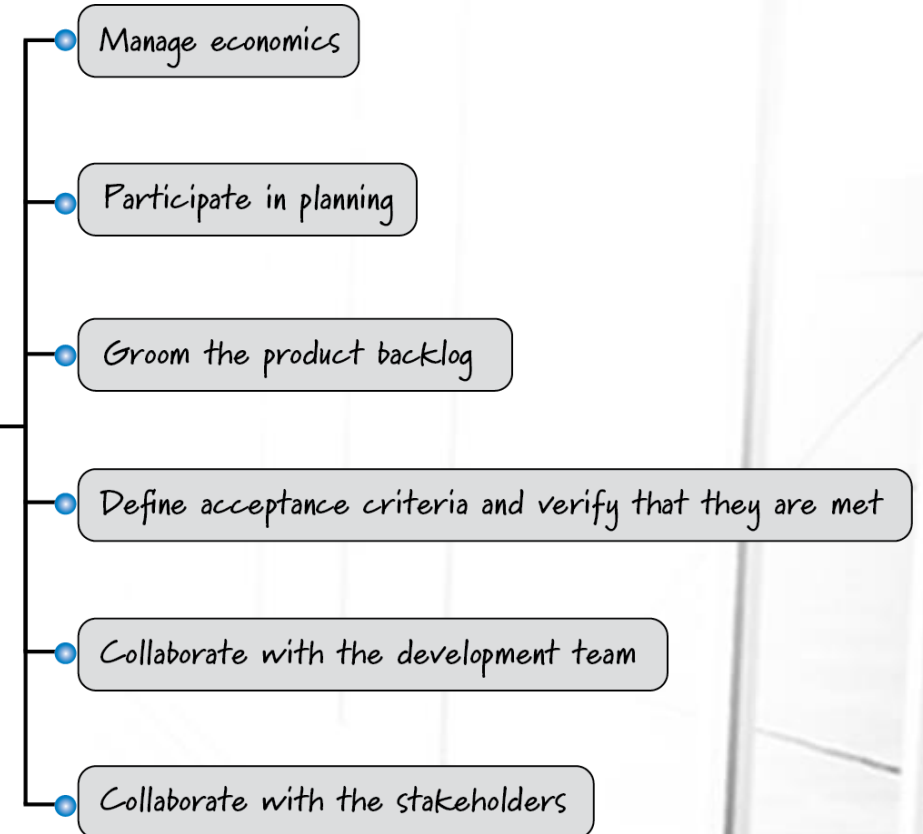 Manage economics
Participate in planning
Groom the product backlog
Define acceptance criteria and verify that they are met
Collaborate with the development team
Collaborate with the stakeholders